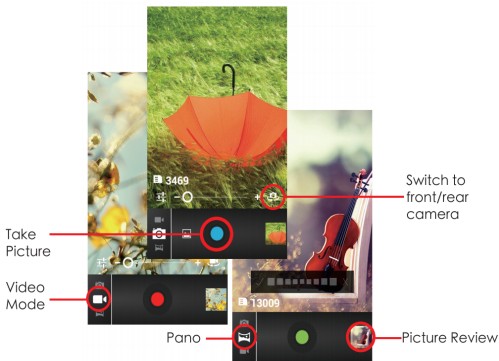 3469
Switch to
front/rear
camera
Take
Picture
Video
Mode
13009
Pano
Picture Review